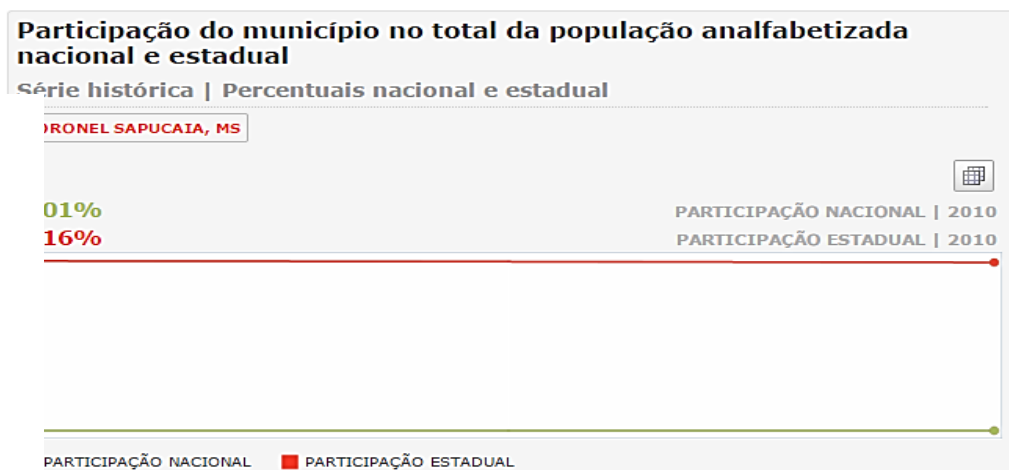 Participação do município no total da população analfabetizada
nacional e estadual
Série histórica | Percentuais nacional e estadual
ORONEL SAPUCAIA, MS
01% PARTICIPAÇÃO NACIONAL | 2010
16% PARTICIPAÇÃO ESTADUAL | 2010
PARTICIPAÇÃO NACIONAL PARTICIPAÇÃO ESTADUAL